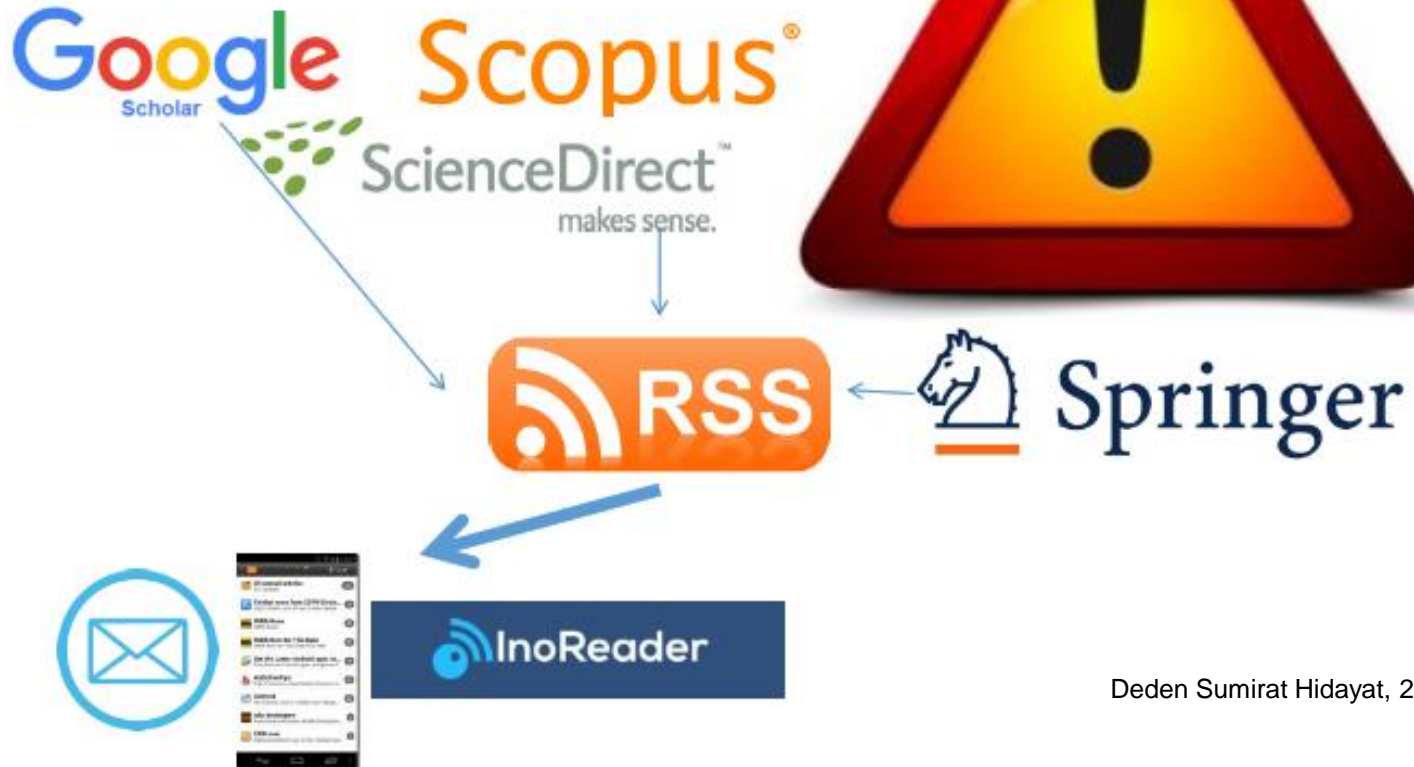 Google
Scholar
Scopus®
ScienceDirect™
makes sense.
RSS
Springer
InoReader
Deden Sumirat Hidayat, 2